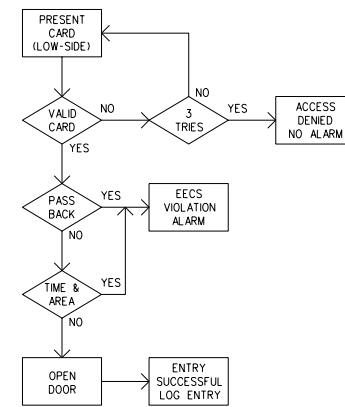 PRESENT
CARD
(LOW-SIDE)
NO
VALID
CARD
NO
3
TRIES
YES
ACCESS
DENIED
NO ALARM
YES
PASS
BACK
YES
EECS
VIOLATION
ALARM
NO
TIME &
AREA
YES
NO
OPEN
DOOR
ENTRY
SUCCESSFUL
LOG ENTRY